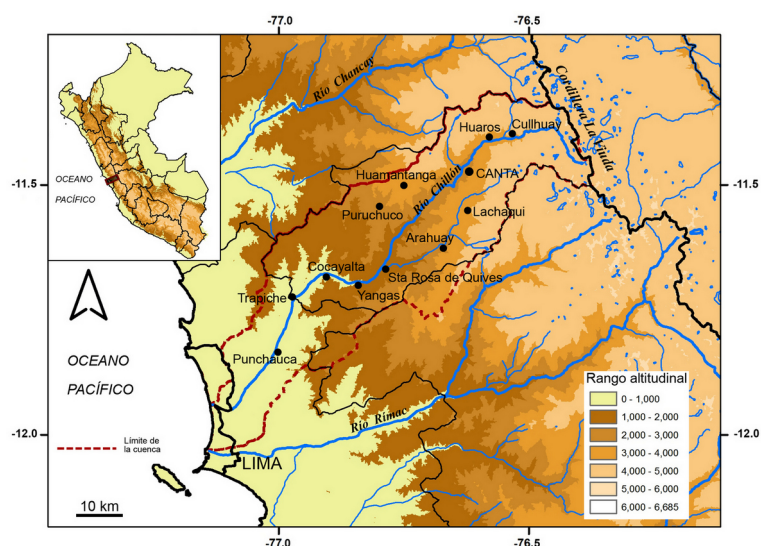 -77.0
-76.5
Río Chancay
Cordillera La Viuda
Huaros
Cullhuay
OCEANO
PACÍFICO
-11.5
Huamantanga
Río Chillón
CANTA
-11.5
Puruchuco
Lachaqui
Arahuay
Cocayalta
Sta Rosa de Quives
Trapiche
Yangas
OCEANO
PACÍFICO
Punchauca
Rango altitudinal
0 - 1,000
1,000 - 2,000
2,000 - 3,000
3,000 - 4,000
4,000 - 5,000
5,000 - 6,000
6,000 - 6,685
-12.0
Río Rímac
-12.0
Límite de
la cuenca
LIMA
10 km
-77.0
-76.5